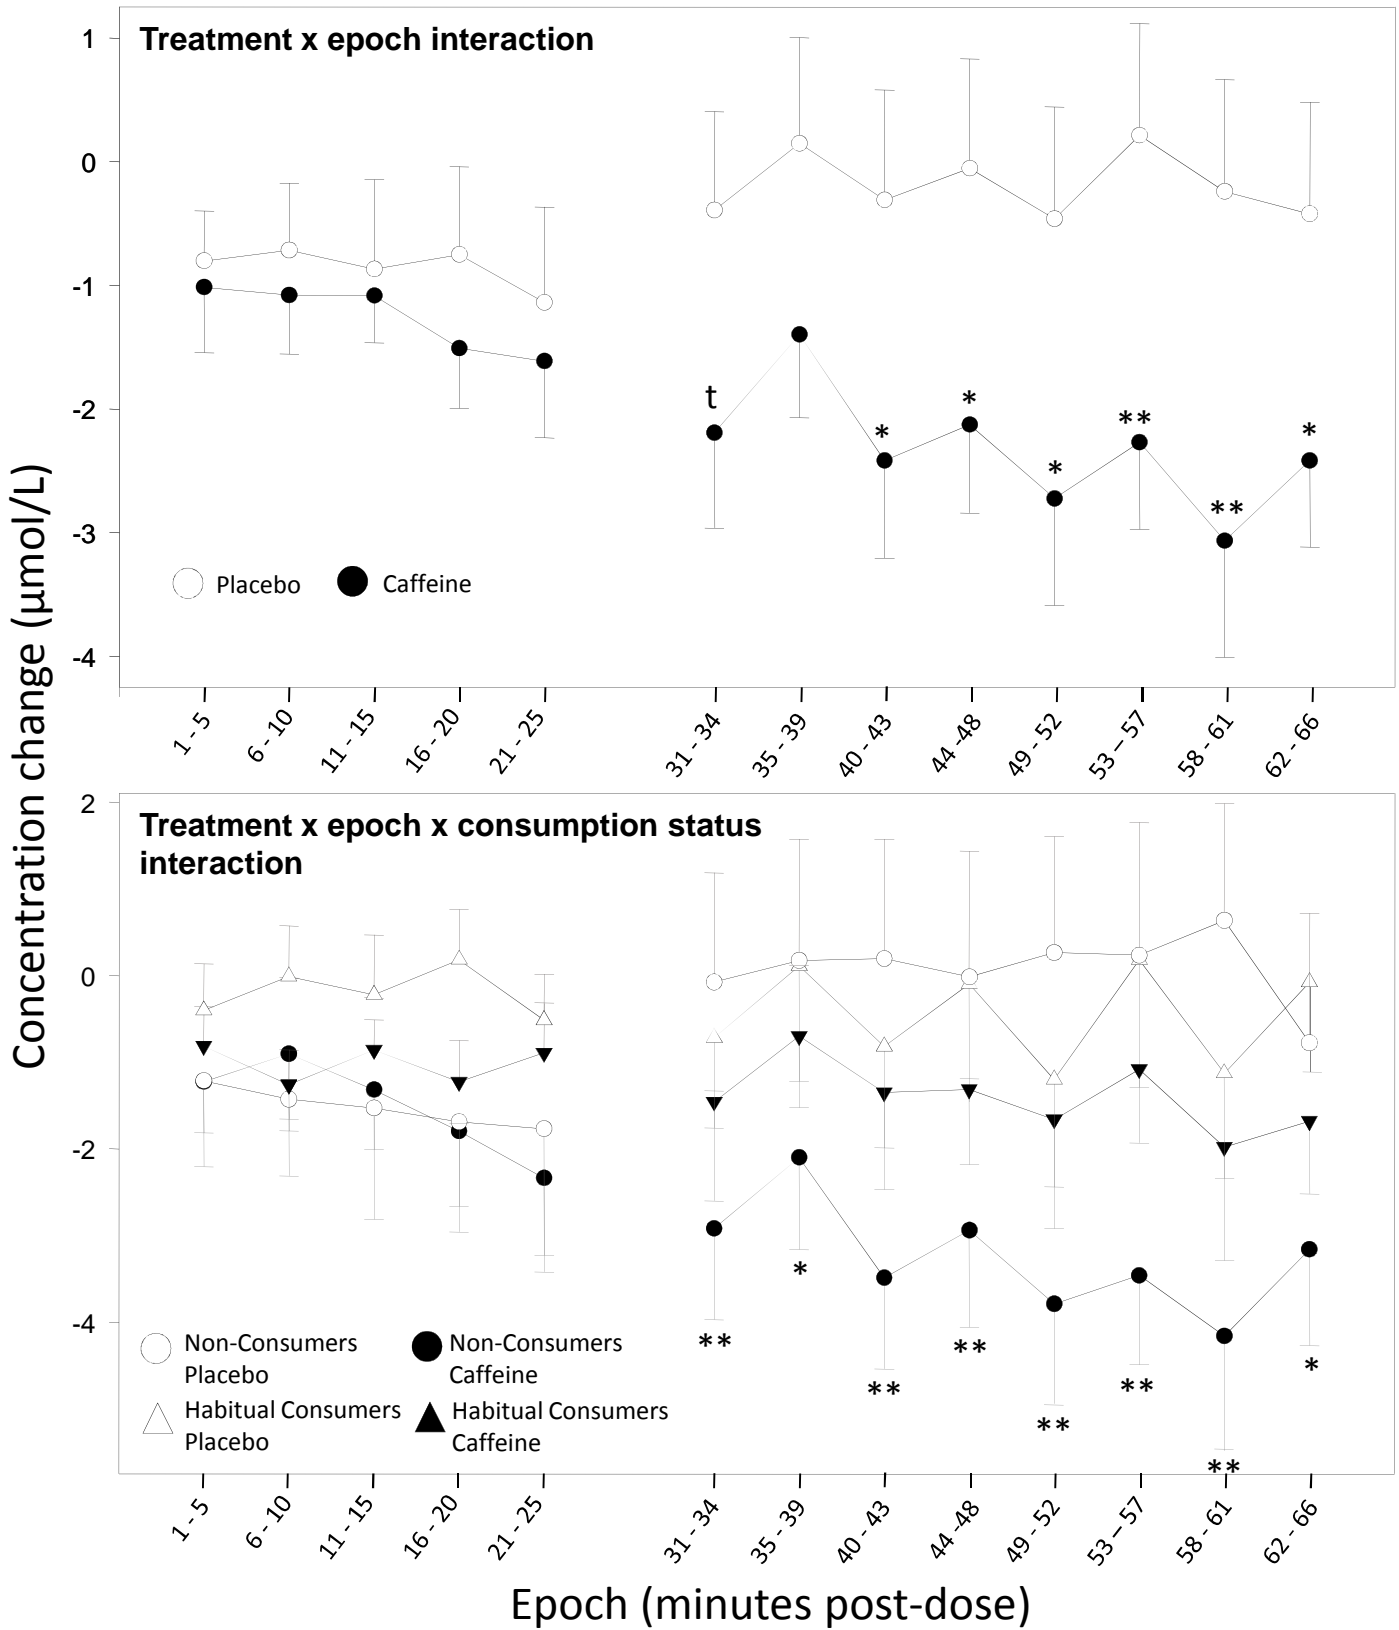 Treatment x epoch interaction
1
0
-1
-2
-3
-4
t
*
*
*
**
**
*
Placebo
Caffeine
1 - 5
6 - 10
11 - 15
16 - 20
21 - 25
31 - 34
35 - 39
40 - 43
44 -48
49 - 52
53 – 57
58 - 61
62 - 66
Concentration change (µmol/L)
Treatment x epoch x consumption status
interaction
2
0
-2
-4
**
*
**
**
**
**
**
*
Non-Consumers
Placebo
Non-Consumers
Caffeine
Habitual Consumers
Placebo
Habitual Consumers
Caffeine
1 - 5
6 - 10
11 - 15
16 - 20
21 - 25
31 - 34
35 - 39
40 - 43
44 -48
49 - 52
53 – 57
58 - 61
62 - 66
Epoch (minutes post-dose)